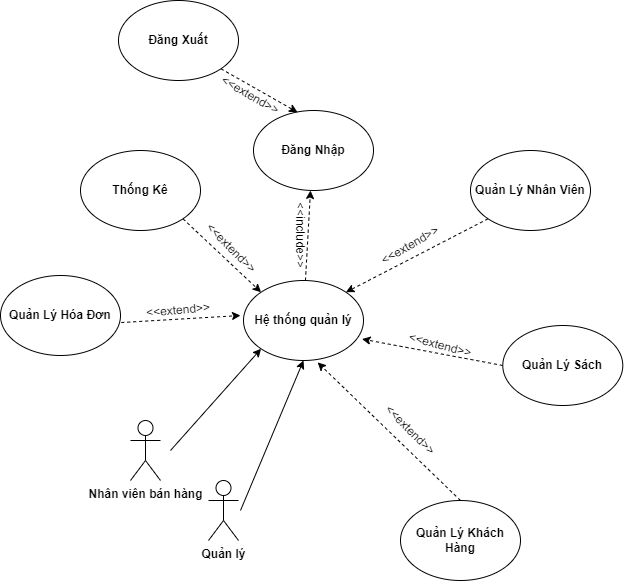 Đăng Xuất
<<extend>>
Đăng Nhập
Thống Kê
Quản Lý Nhân Viên
<<include>>
<<extend>>
<<extend>>
Quản Lý Hóa Đơn
<<extend>>
Hệ thống quản lý
<<extend>>
Quản Lý Sách
<<extend>>
Nhân viên bán hàng
Quản lý
Quản Lý Khách
Hàng